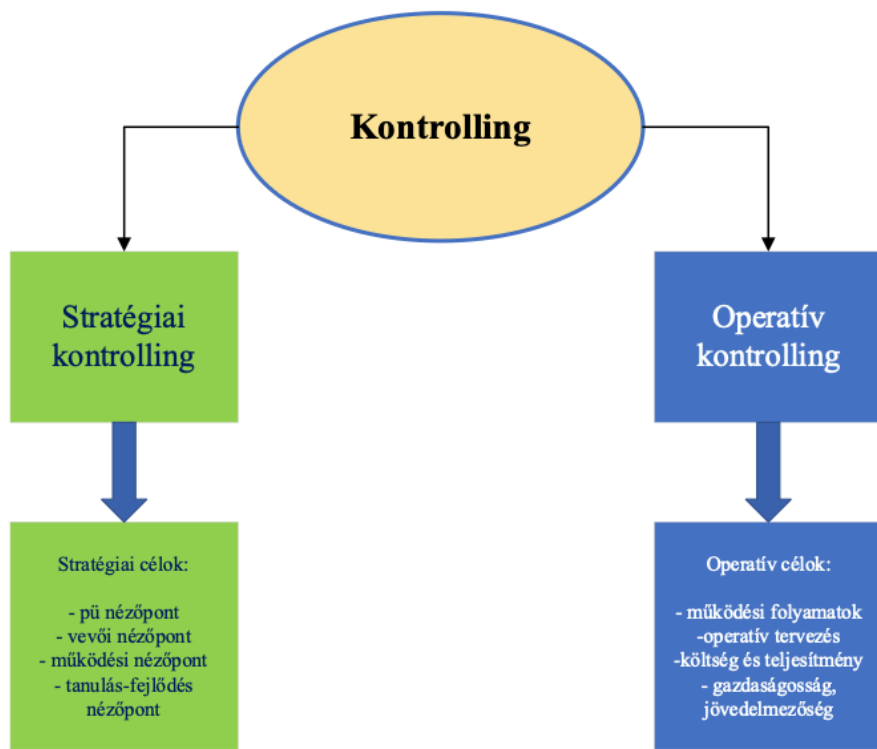 Kontrolling
Stratégiai
kontrolling
Operatív
kontrolling
Stratégiai célok:
- pü nézőpont
- vevői nézőpont
- működési nézőpont
- tanulás-fejlődés
nézőpont
Operatív célok:
- működési folyamatok
-operatív tervezés
-költség és teljesítmény
- gazdaságosság,
jövedelmezőség